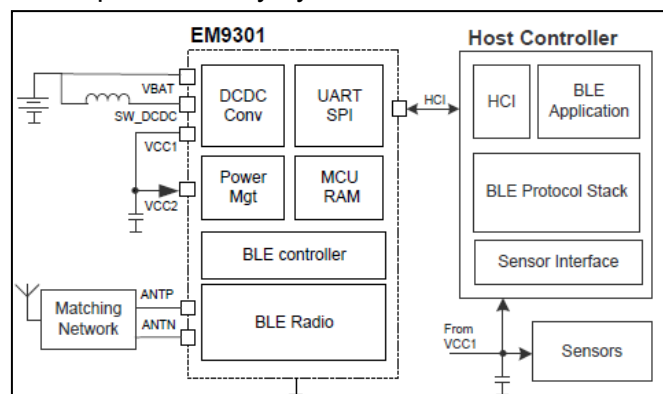 EM9301
Host Controller
VBAT
SW_DCDC
VCC1
VCC2
DCDC
Conv
UART
SPI
Power
Mgt
MCU
RAM
BLE controller
BLE Radio
ANTP
ANTN
Matching
Network
HCI
HCI
BLE
Application
BLE Protocol Stack
Sensor Interface
From
VCC1
Sensors